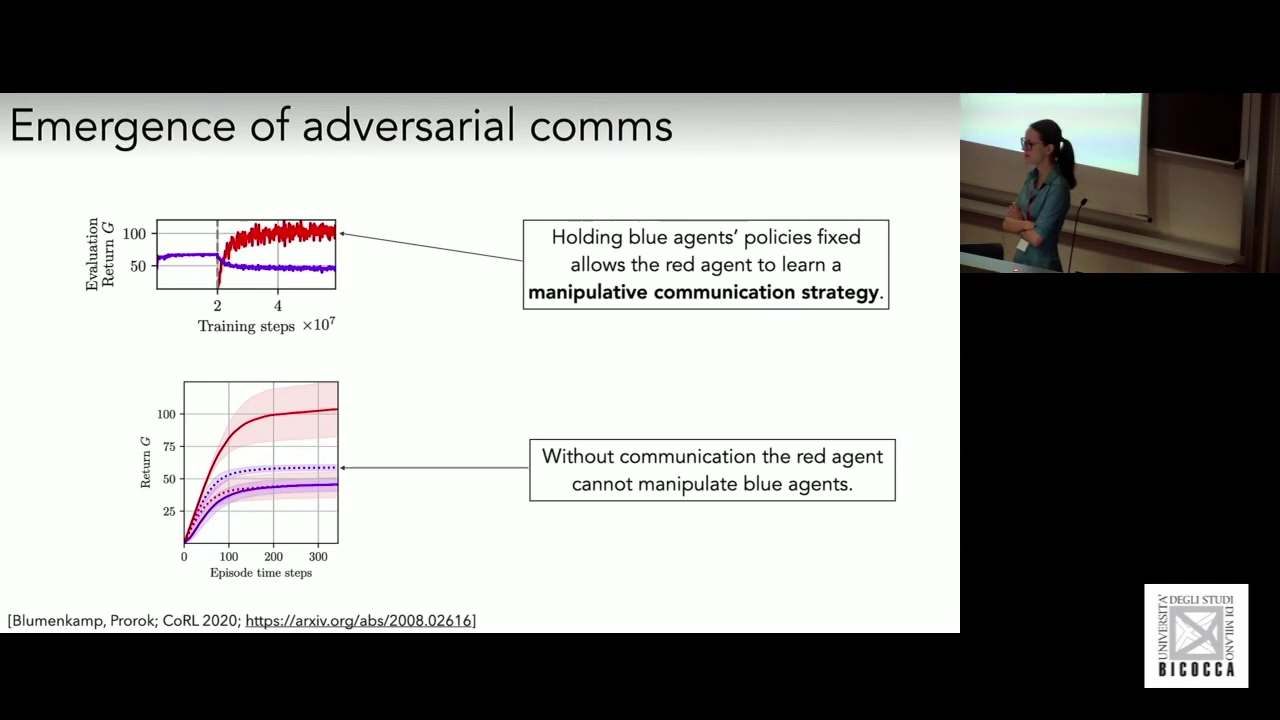 Emergence of adversarial comms
Evaluation
Return G
100
50
2
4
Training steps ×10⁷
Holding blue agents' policies fixed
allows the red agent to learn a
manipulative communication strategy.
Return G
100
75
50
25
0
100
200
300
Episode time steps
Without communication the red agent
cannot manipulate blue agents.
[Blumenkamp, Prorok; CoRL 2020; https://arxiv.org/abs/2008.02616]
UNIVERSITA'
DEGLI STUDI
DI MILANO
BICOCCA